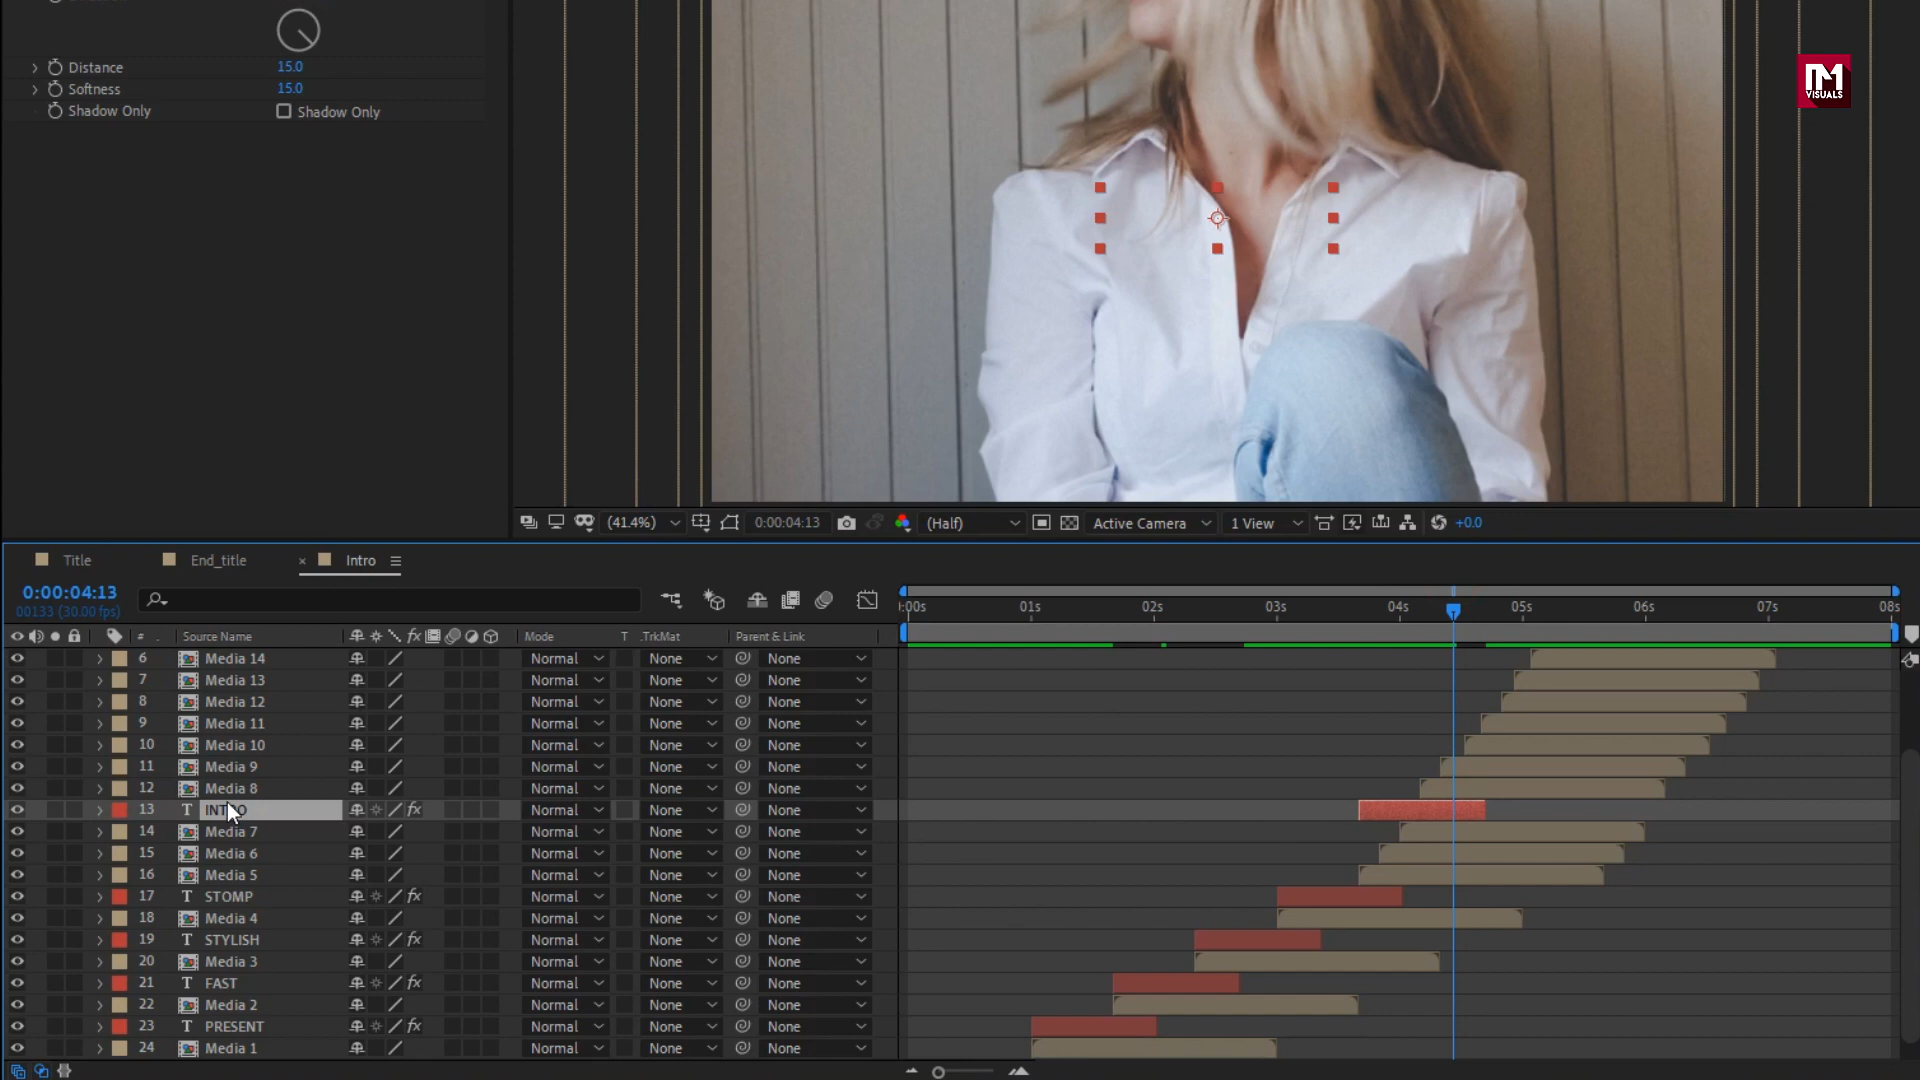 Distance 15.0
Softness 15.0
Shadow Only Shadow Only
M VISUALS
(41.4%) 0:00:04:13 (Half) Active Camera 1 View +0.0
Title End_title × Intro
0:00:04:13
00133 (30.00 fps)
:00s 01s 02s 03s 04s 05s 06s 07s 08s
# . Source Name fx Mode T .TrkMat Parent & Link
6 Media 14 Normal None None
7 Media 13 Normal None None
8 Media 12 Normal None None
9 Media 11 Normal None None
10 Media 10 Normal None None
11 Media 9 Normal None None
12 Media 8 Normal None None
13 T INTRO fx Normal None None
14 Media 7 Normal None None
15 Media 6 Normal None None
16 Media 5 Normal None None
17 T STOMP fx Normal None None
18 Media 4 Normal None None
19 T STYLISH fx Normal None None
20 Media 3 Normal None None
21 T FAST fx Normal None None
22 Media 2 Normal None None
23 T PRESENT fx Normal None None
24 Media 1 Normal None None